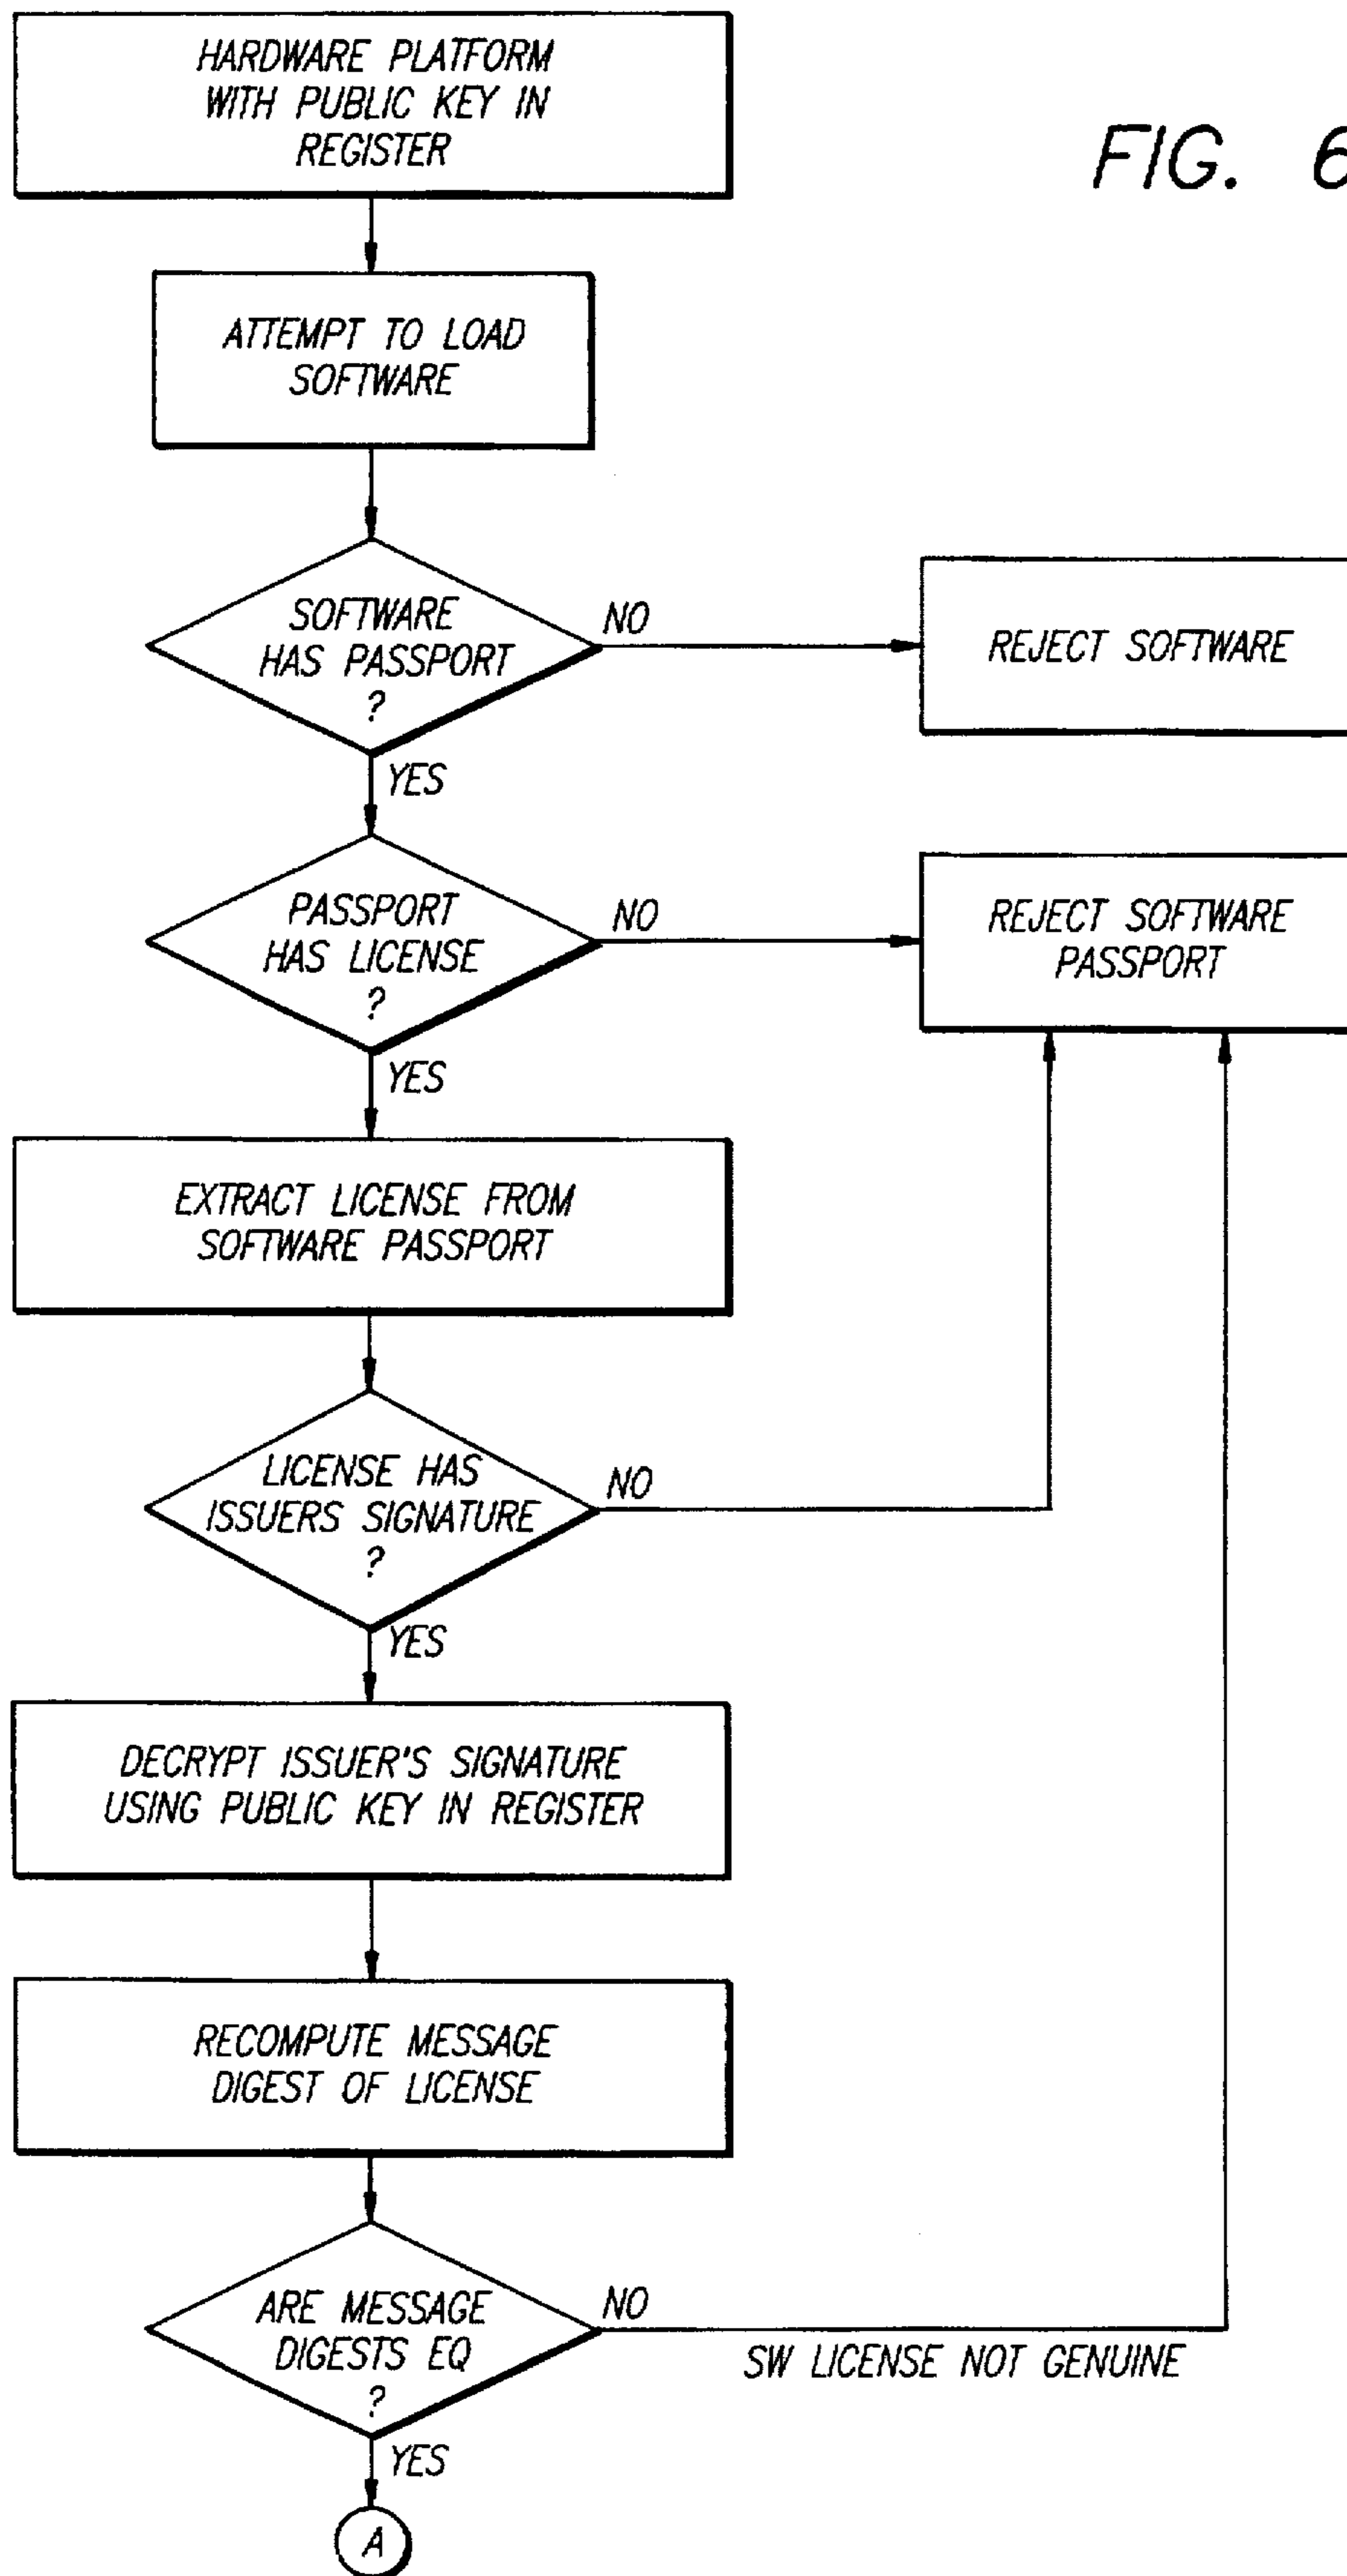 HARDWARE PLATFORM
WITH PUBLIC KEY IN
REGISTER
FIG. 6
ATTEMPT TO LOAD
SOFTWARE
SOFTWARE
HAS PASSPORT
?
NO
REJECT SOFTWARE
YES
PASSPORT
HAS LICENSE
?
NO
REJECT SOFTWARE
PASSPORT
YES
EXTRACT LICENSE FROM
SOFTWARE PASSPORT
LICENSE HAS
ISSUERS SIGNATURE
?
NO
YES
DECRYPT ISSUER'S SIGNATURE
USING PUBLIC KEY IN REGISTER
RECOMPUTE MESSAGE
DIGEST OF LICENSE
ARE MESSAGE
DIGESTS EQ
?
NO
SW LICENSE NOT GENUINE
YES
A